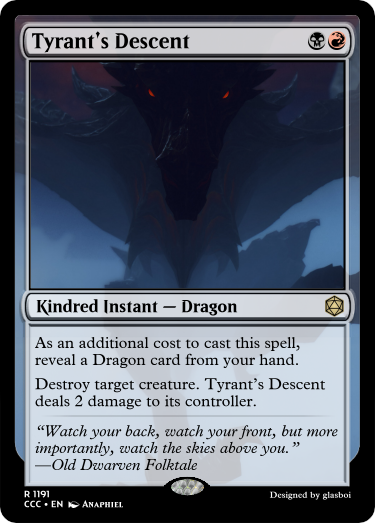 Tyrant's Descent
Kindred Instant — Dragon
As an additional cost to cast this spell,
reveal a Dragon card from your hand.
Destroy target creature. Tyrant's Descent
deals 2 damage to its controller.
“Watch your back, watch your front, but more
importantly, watch the skies above you.”
—Old Dwarven Folktale
R 1191
CCC • EN Anaphiel
Designed by glasboi